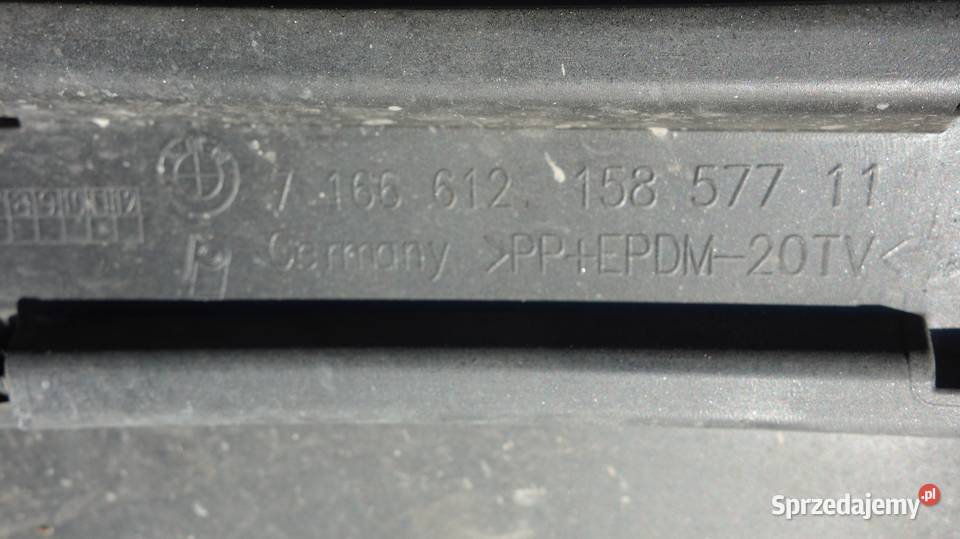 7 166 612. 158 577 11
Germany >PP+EPDM-20TV<
Sprzedajemy.pl